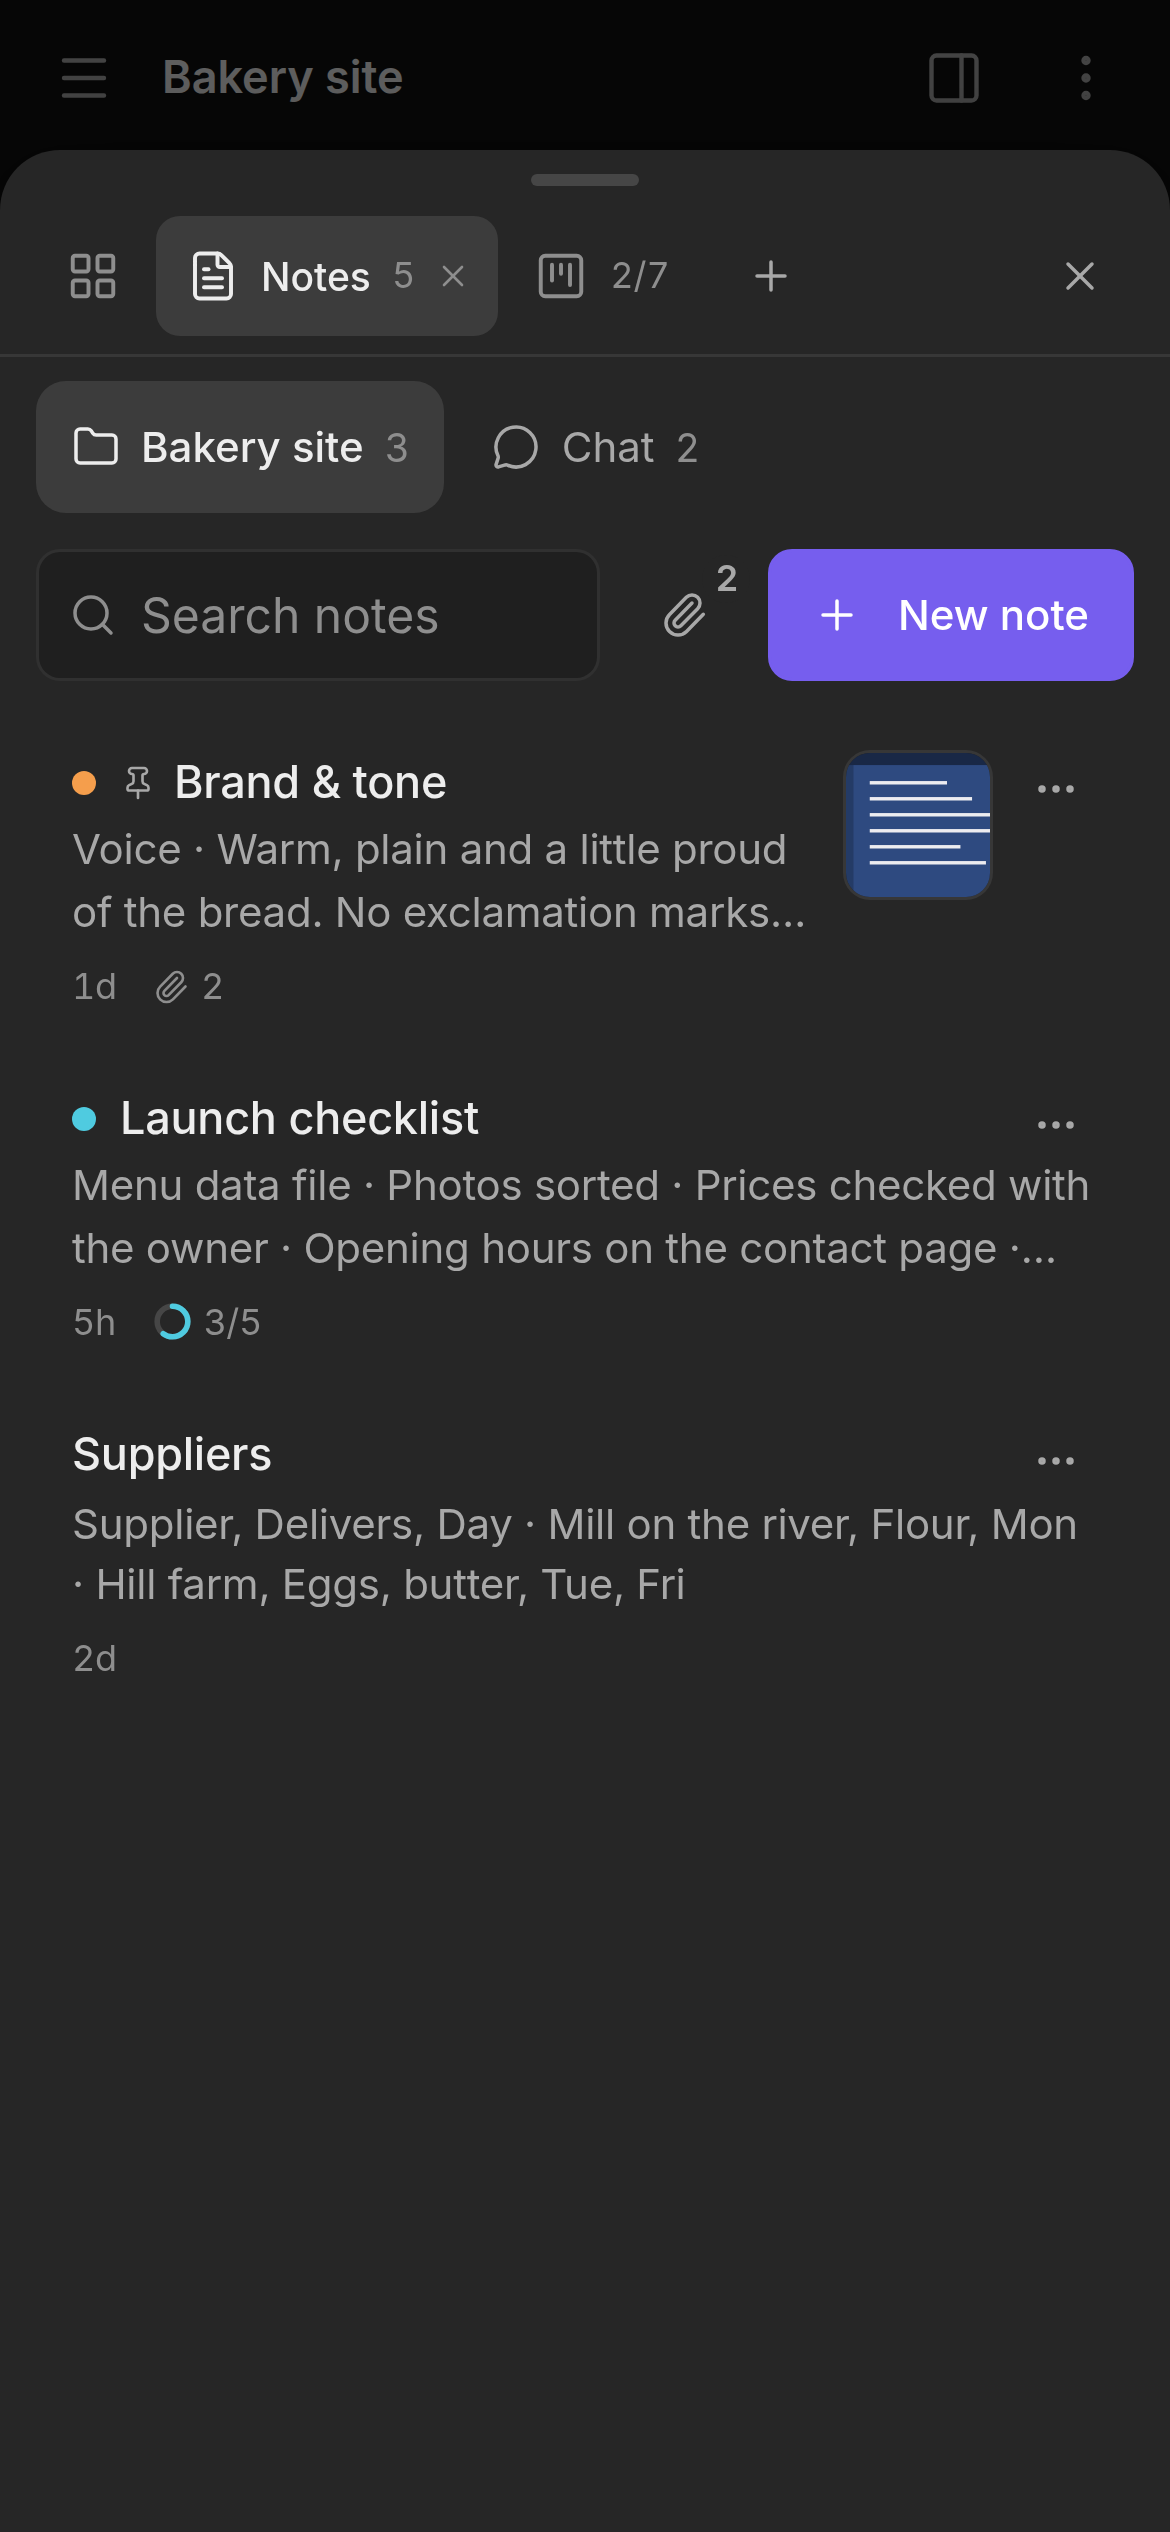 Bakery site
Notes 5
2/7
Bakery site 3
Chat 2
Search notes
2
New note
Brand & tone
Voice · Warm, plain and a little proud
of the bread. No exclamation marks...
1d 2
Launch checklist
Menu data file · Photos sorted · Prices checked with
the owner · Opening hours on the contact page ·...
5h 3/5
Suppliers
Supplier, Delivers, Day · Mill on the river, Flour, Mon
· Hill farm, Eggs, butter, Tue, Fri
2d